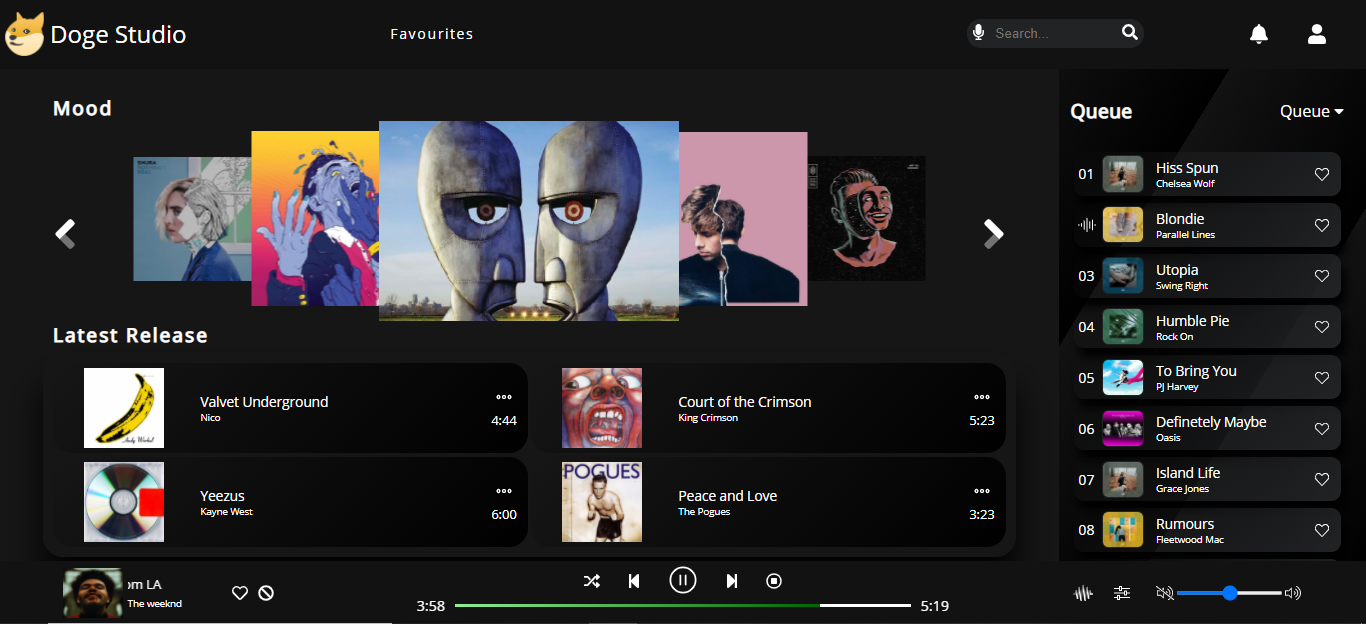 Doge Studio
Favourites
Search...
Mood
Latest Release
Valvet Underground
Nico
4:44
Court of the Crimson
King Crimson
5:23
Andy Warhol
POGUES
Yeezus
Kayne West
6:00
Peace and Love
The Pogues
3:23
Queue
Queue
01
Hiss Spun
Chelsea Wolf
Blondie
Parallel Lines
03
Utopia
Swing Right
04
Humble Pie
Rock On
05
To Bring You
PJ Harvey
06
Definetely Maybe
Oasis
07
Island Life
Grace Jones
08
Rumours
Fleetwood Mac
om LA
The weeknd
3:58
5:19